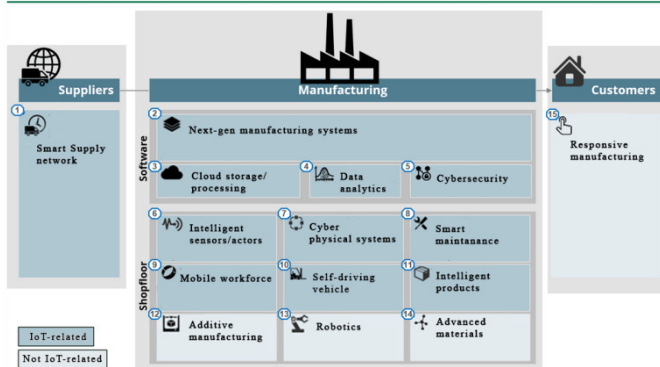 Suppliers
Manufacturing
Customers
1
Smart Supply
network
Software
2
Next-gen manufacturing systems
3
Cloud storage/
processing
4
Data
analytics
5
Cybersecurity
Shopfloor
6
Intelligent
sensors/actors
7
Cyber
physical systems
8
Smart
maintanance
9
Mobile workforce
10
Self-driving
vehicle
11
Intelligent
products
12
Additive
manufacturing
13
Robotics
14
Advanced
materials
15
Responsive
manufacturing
IoT-related
Not IoT-related